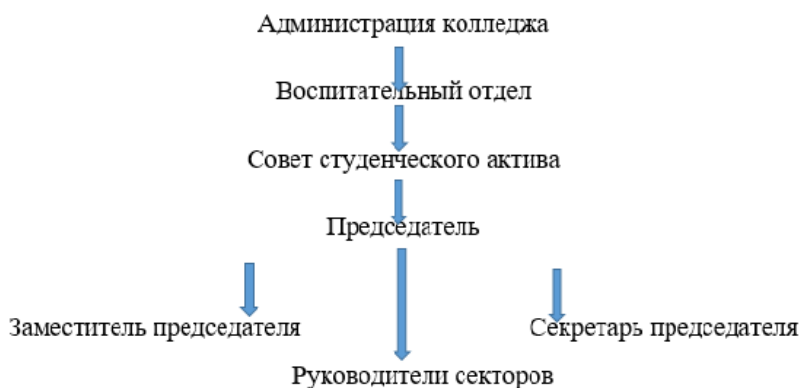 Администрация колледжа
Воспитательный отдел
Совет студенческого актива
Председатель
Заместитель председателя
Секретарь председателя
Руководители секторов